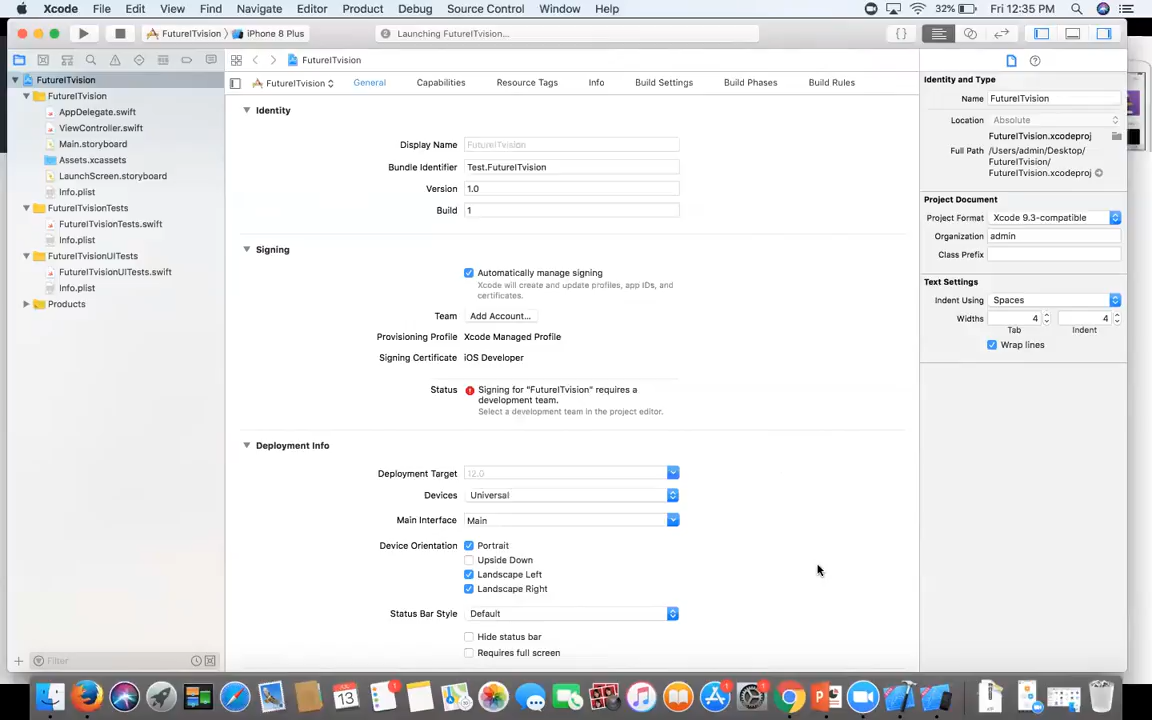 Xcode File Edit View Find Navigate Editor Product Debug Source Control Window Help 32% Fri 12:35 PM
FutureITvision iPhone 8 Plus Launching FutureITvision... { }
FutureITvision
FutureITvision
AppDelegate.swift
ViewController.swift
Main.storyboard
Assets.xcassets
LaunchScreen.storyboard
Info.plist
FutureITvisionTests
FutureITvisionTests.swift
Info.plist
FutureITvisionUITests
FutureITvisionUITests.swift
Info.plist
Products
Filter
FutureITvision
FutureITvision General Capabilities Resource Tags Info Build Settings Build Phases Build Rules
Identity
Display Name FutureITvision
Bundle Identifier Test.FutureITvision
Version 1.0
Build 1
Signing
Automatically manage signing
Xcode will create and update profiles, app IDs, and
certificates.
Team Add Account...
Provisioning Profile Xcode Managed Profile
Signing Certificate iOS Developer
Status Signing for "FutureITvision" requires a
development team.
Select a development team in the project editor.
Deployment Info
Deployment Target 12.0
Devices Universal
Main Interface Main
Device Orientation Portrait
Upside Down
Landscape Left
Landscape Right
Status Bar Style Default
Hide status bar
Requires full screen
Identity and Type
Name FutureITvision
Location Absolute
FutureITvision.xcodeproj
Full Path /Users/admin/Desktop/
FutureITvision/
FutureITvision.xcodeproj
Project Document
Project Format Xcode 9.3-compatible
Organization admin
Class Prefix
Text Settings
Indent Using Spaces
Widths 4 4
Tab Indent
Wrap lines
JUL
13
1
1
1